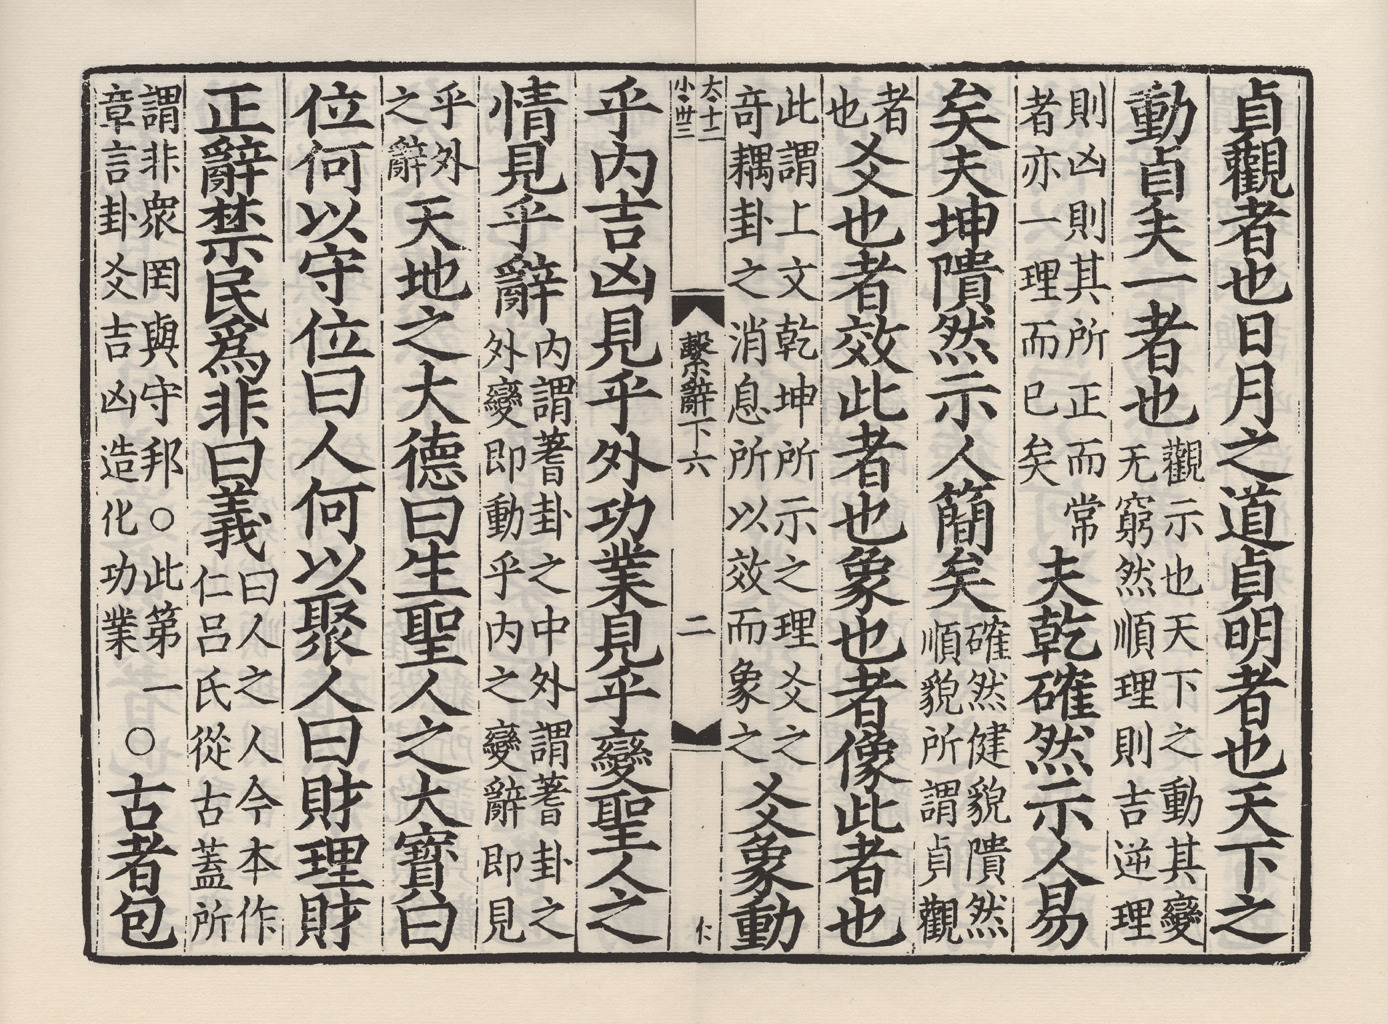 貞觀者也日月之道貞明者也天下之
動貞夫一者也觀示也天下之動其變无窮然順理則吉逆理
則凶則其所正而常者亦一理而已矣夫乾確然示人易
矣夫坤隤然示人簡矣確然健貌隤然順貌所謂貞觀
者也爻也者效此者也象也者像此者也
此謂上文乾坤所示之理爻之奇耦卦之消息所以效而象之爻象動
大十二
小卅三
繫辭下六
二
仁
乎内吉凶見乎外功業見乎變聖人之
情見乎辭内謂蓍卦之中外謂蓍卦之外變即動乎内之變辭即見
乎外之辭天地之大德曰生聖人之大寶曰
位何以守位曰人何以聚人曰財理財
正辭禁民爲非曰義曰人之人今本作仁呂氏從古蓋所
謂非衆罔與守邦○此第一章言卦爻吉凶造化功業○古者包